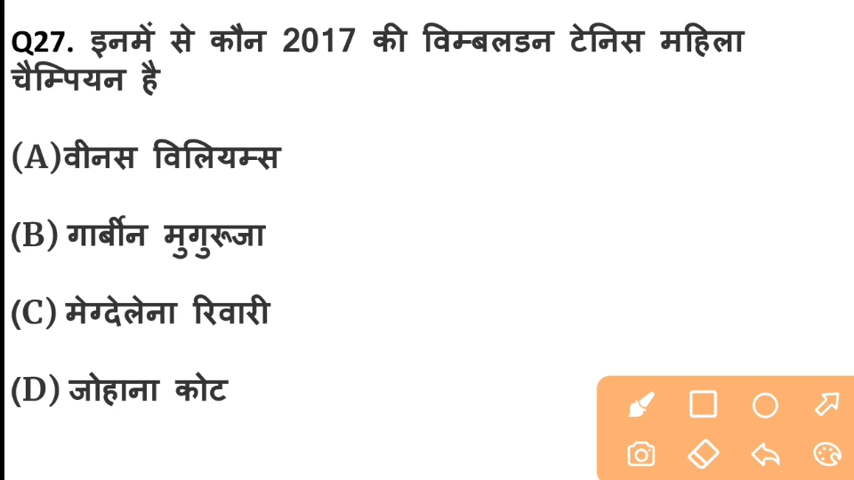 Q27. इनमें से कौन 2017 की विम्बलडन टेनिस महिला
चैम्पियन है
(A)वीनस विलियम्स
(B) गार्बीन मुगुरूजा
(C) मेग्देलेना रिवारी
(D) जोहाना कोट